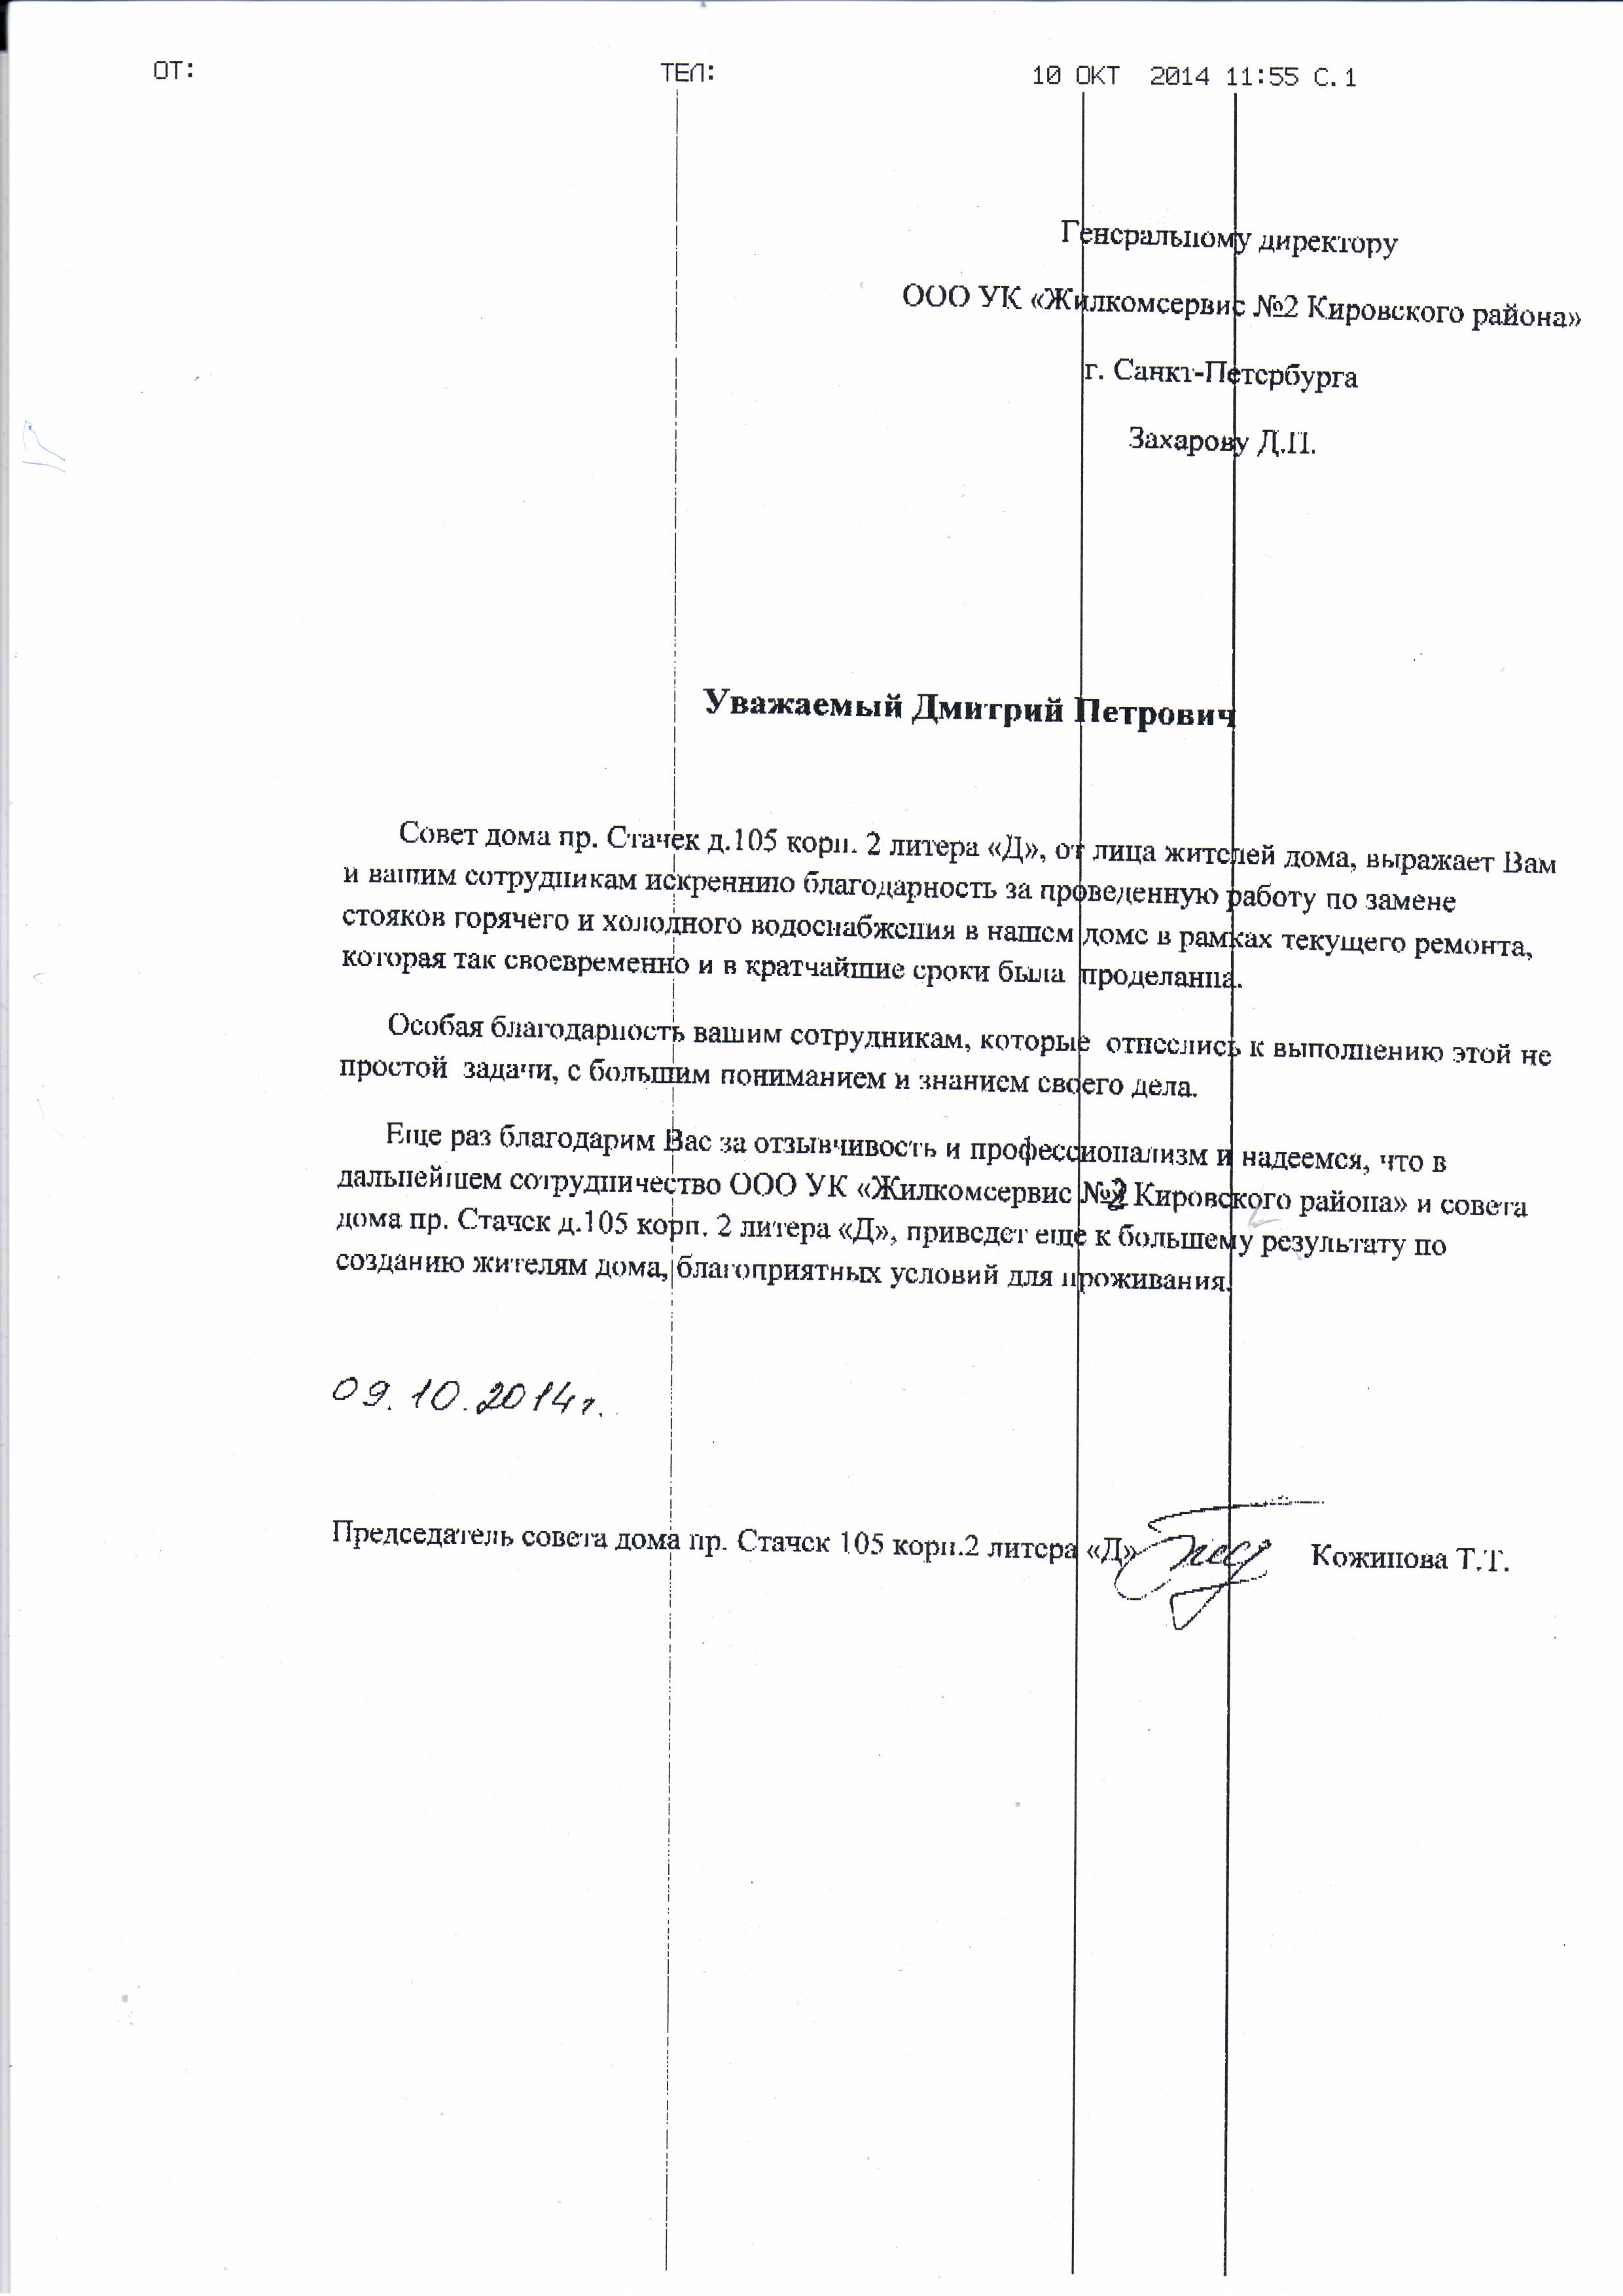 ОТ: ТЕЛ: 10 ОКТ 2014 11:55 С.1
Генеральному директору
ООО УК «Жилкомсервис №2 Кировского района»
г. Санкт-Петербурга
Захарову Д.П.
Уважаемый Дмитрий Петрович
Совет дома пр. Стачек д.105 корп. 2 литера «Д», от лица жителей дома, выражает Вам
и вашим сотрудникам искреннию благодарность за проведенную работу по замене
стояков горячего и холодного водоснабжения в нашем доме в рамках текущего ремонта,
которая так своевременно и в кратчайшие сроки была проделанна.
Особая благодарность вашим сотрудникам, которые отнеслись к выполнению этой не
простой задачи, с большим пониманием и знанием своего дела.
Еще раз благодарим Вас за отзывчивость и профессионализм и надеемся, что в
дальнейшем сотрудничество ООО УК «Жилкомсервис №2 Кировского района» и совета
дома пр. Стачек д.105 корп. 2 литера «Д», приведет еще к большему результату по
созданию жителям дома, благоприятных условий для проживания.
09.10.2014г.
Председатель совета дома пр. Стачек 105 корп.2 литера «Д» Кожинова Т.Т.